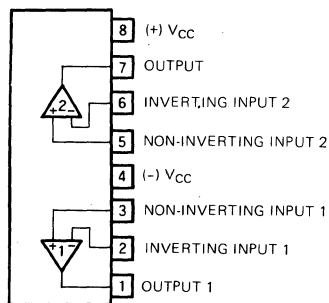 8 (+) VCC
7 OUTPUT
+2−
6 INVERTING INPUT 2
5 NON-INVERTING INPUT 2
4 (−) VCC
3 NON-INVERTING INPUT 1
+1−
2 INVERTING INPUT 1
1 OUTPUT 1